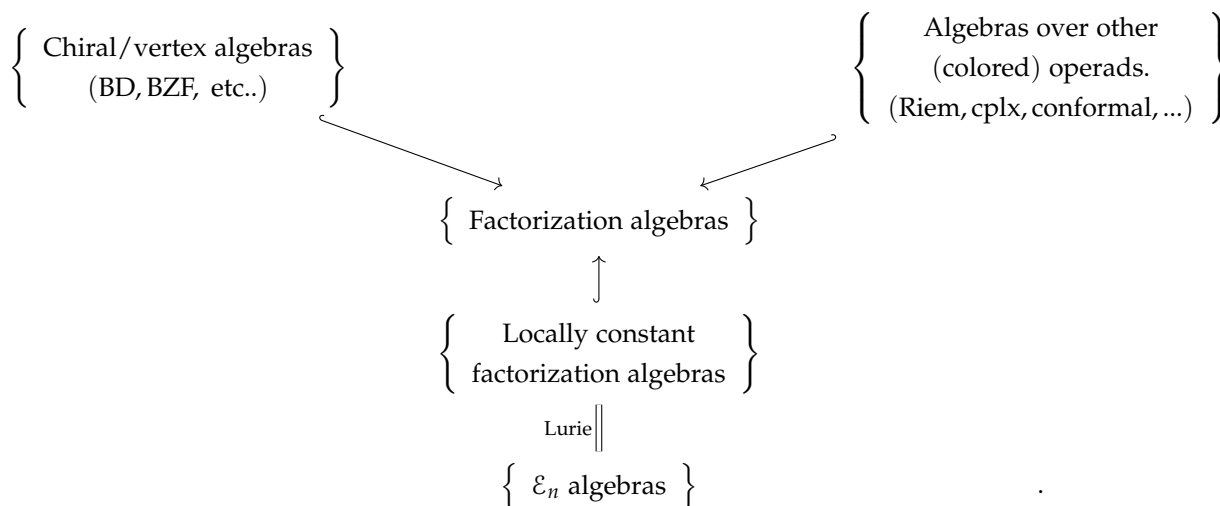 Chiral/vertex algebras
(BD, BZF, etc..)
Algebras over other
(colored) operads.
(Riem, cplx, conformal, ...)
{ Factorization algebras }
Locally constant
factorization algebras
Lurie
{ ℰₙ algebras }
.